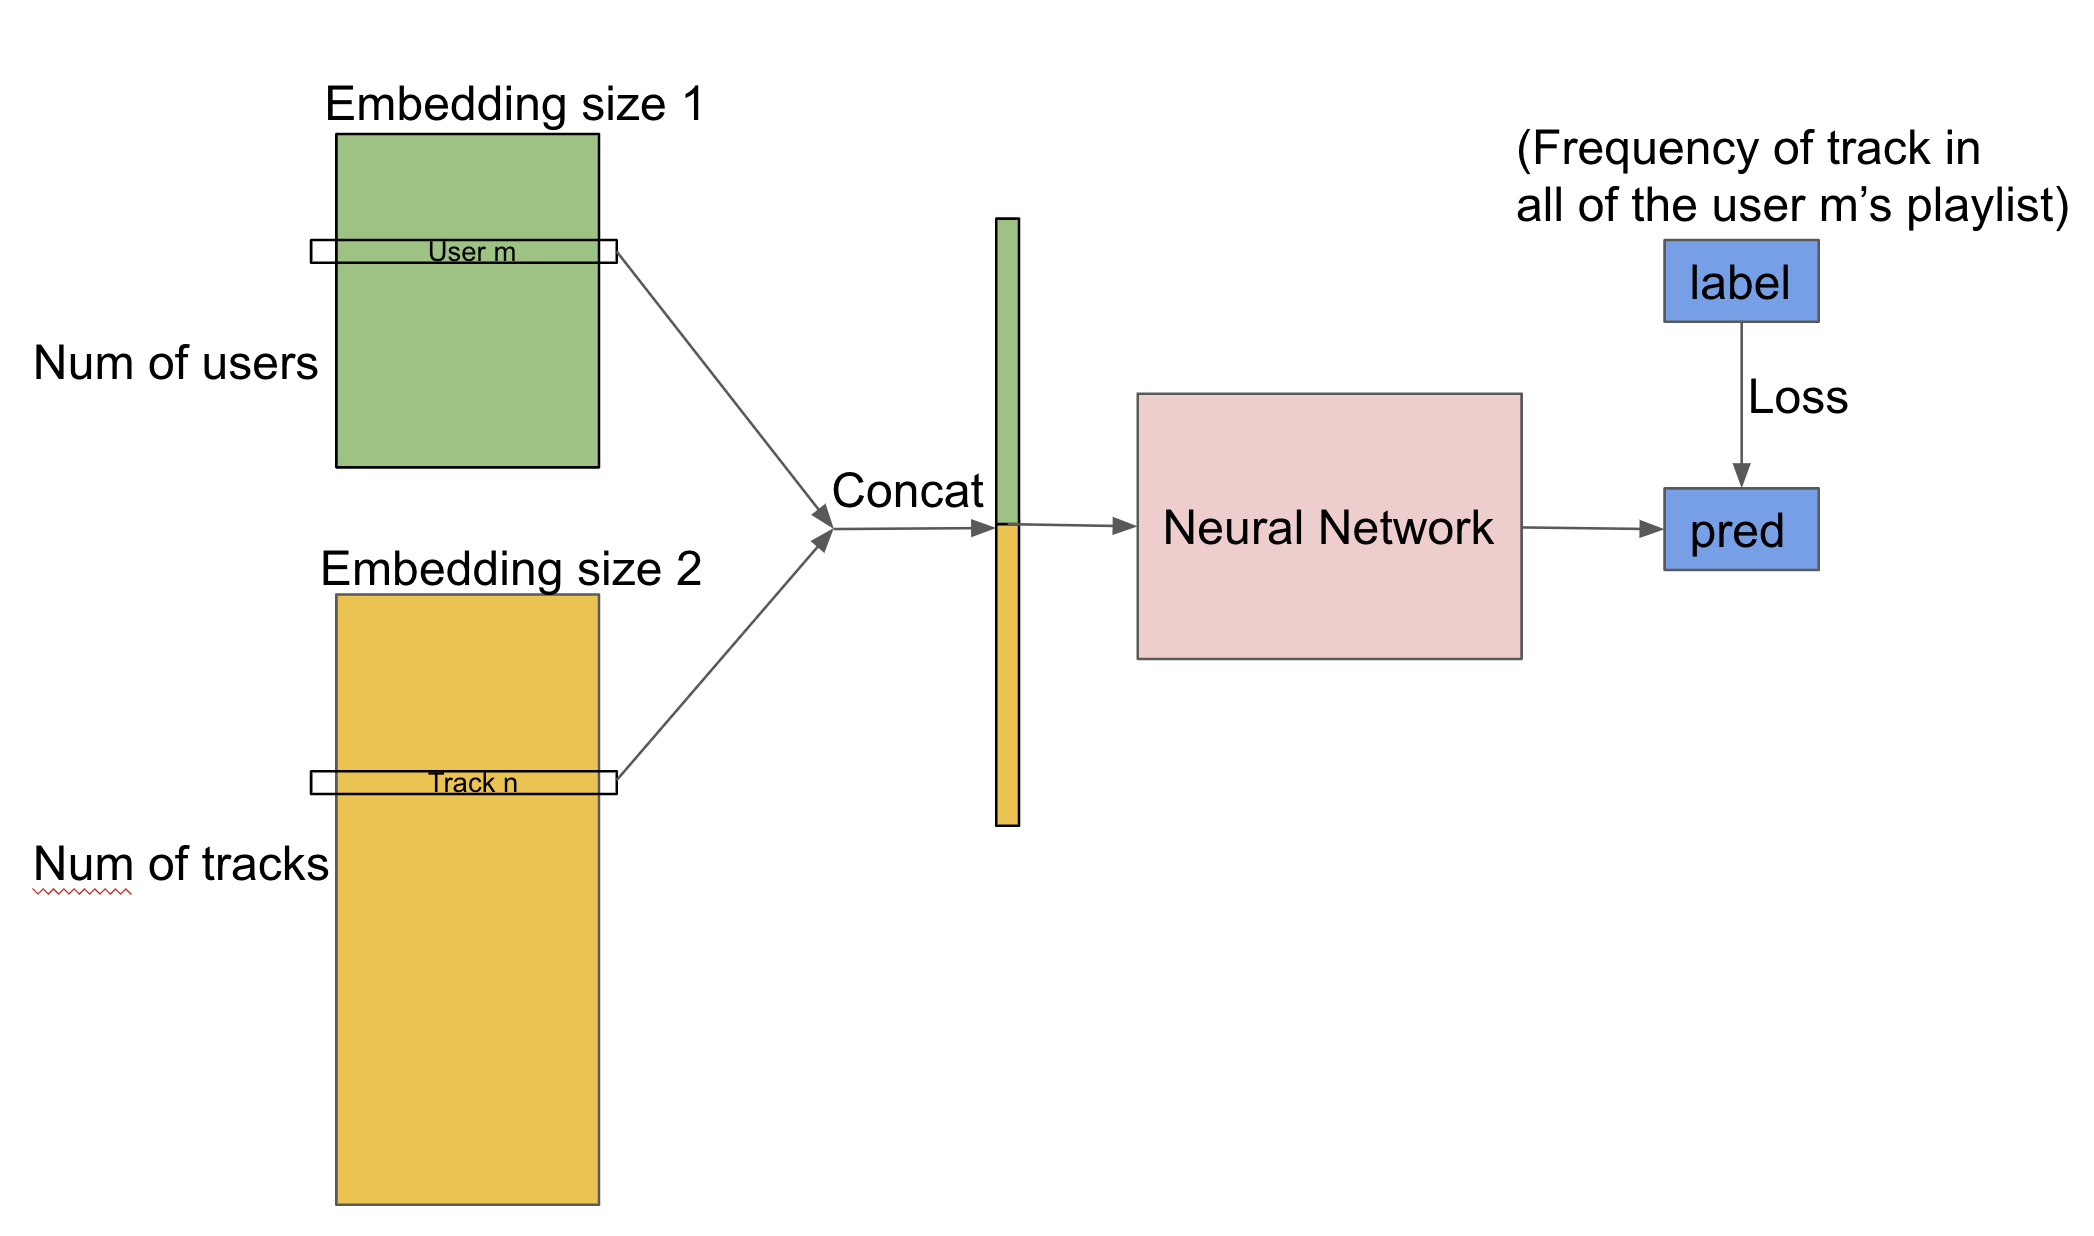 Embedding size 1
User m
Num of users
Embedding size 2
Track n
Num of tracks
Concat
Neural Network
(Frequency of track in
all of the user m’s playlist)
label
Loss
pred